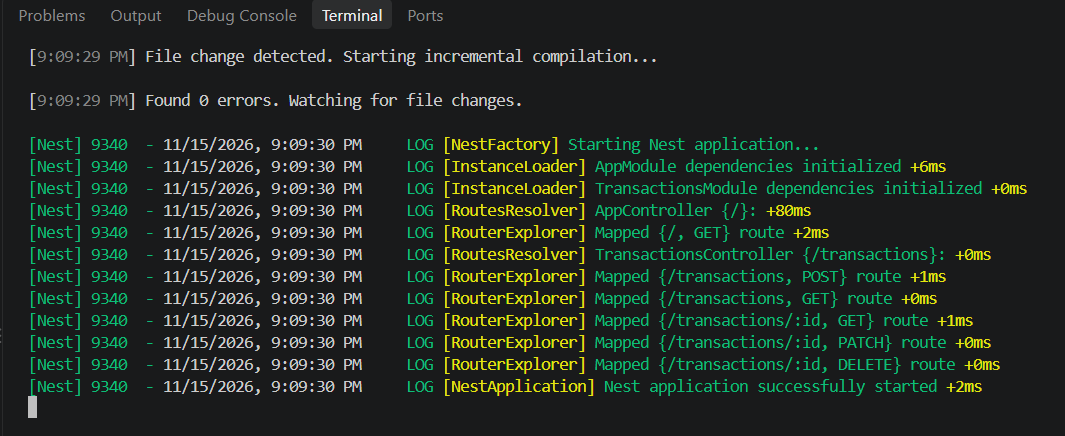 Problems Output Debug Console Terminal Ports
[9:09:29 PM] File change detected. Starting incremental compilation...
[9:09:29 PM] Found 0 errors. Watching for file changes.
[Nest] 9340  - 11/15/2026, 9:09:30 PM     LOG [NestFactory] Starting Nest application...
[Nest] 9340  - 11/15/2026, 9:09:30 PM     LOG [InstanceLoader] AppModule dependencies initialized +6ms
[Nest] 9340  - 11/15/2026, 9:09:30 PM     LOG [InstanceLoader] TransactionsModule dependencies initialized +0ms
[Nest] 9340  - 11/15/2026, 9:09:30 PM     LOG [RoutesResolver] AppController {/}: +80ms
[Nest] 9340  - 11/15/2026, 9:09:30 PM     LOG [RouterExplorer] Mapped {/, GET} route +2ms
[Nest] 9340  - 11/15/2026, 9:09:30 PM     LOG [RoutesResolver] TransactionsController {/transactions}: +0ms
[Nest] 9340  - 11/15/2026, 9:09:30 PM     LOG [RouterExplorer] Mapped {/transactions, POST} route +1ms
[Nest] 9340  - 11/15/2026, 9:09:30 PM     LOG [RouterExplorer] Mapped {/transactions, GET} route +0ms
[Nest] 9340  - 11/15/2026, 9:09:30 PM     LOG [RouterExplorer] Mapped {/transactions/:id, GET} route +1ms
[Nest] 9340  - 11/15/2026, 9:09:30 PM     LOG [RouterExplorer] Mapped {/transactions/:id, PATCH} route +0ms
[Nest] 9340  - 11/15/2026, 9:09:30 PM     LOG [RouterExplorer] Mapped {/transactions/:id, DELETE} route +0ms
[Nest] 9340  - 11/15/2026, 9:09:30 PM     LOG [NestApplication] Nest application successfully started +2ms